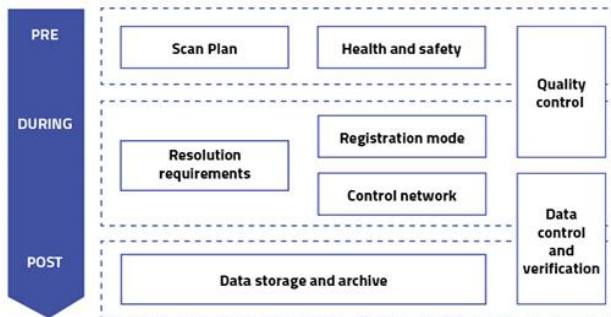 PRE
Scan Plan
Health and safety
Quality
control
DURING
Resolution
requirements
Registration mode
Control network
Data
control
and
verification
POST
Data storage and archive